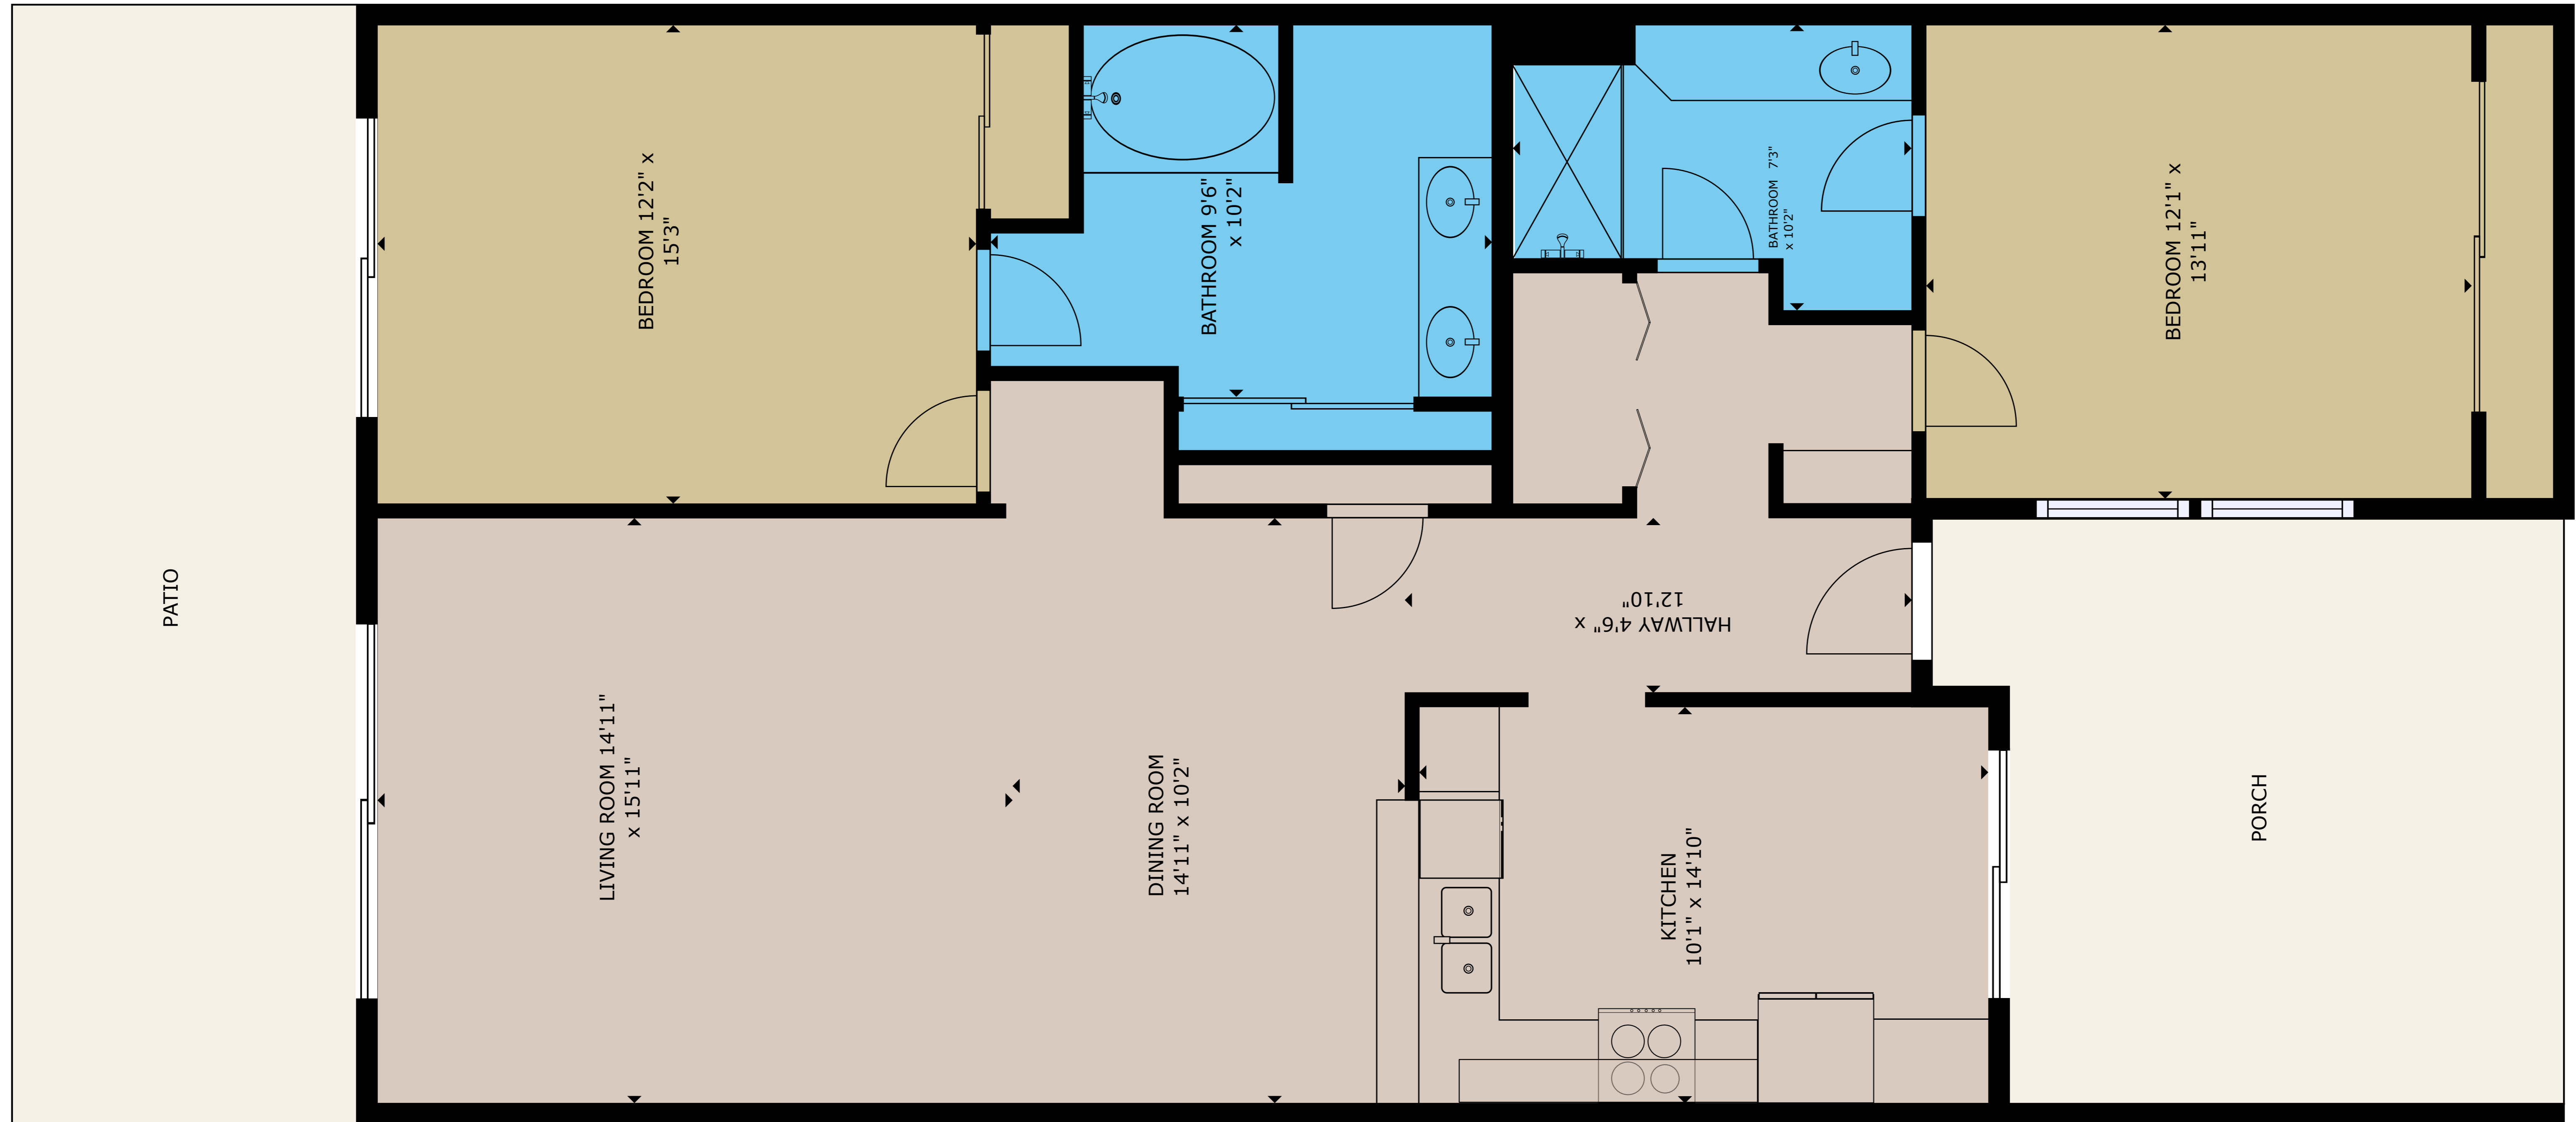 PATIO
BEDROOM 12'2" x
15'3"
LIVING ROOM 14'11"
x 15'11"
BATHROOM 9'6"
x 10'2"
DINING ROOM
14'11" x 10'2"
BATHROOM 7'3"
x 10'2"
HALLWAY 4'6" x
12'10"
KITCHEN
10'1" x 14'10"
BEDROOM 12'1" x
13'11"
PORCH